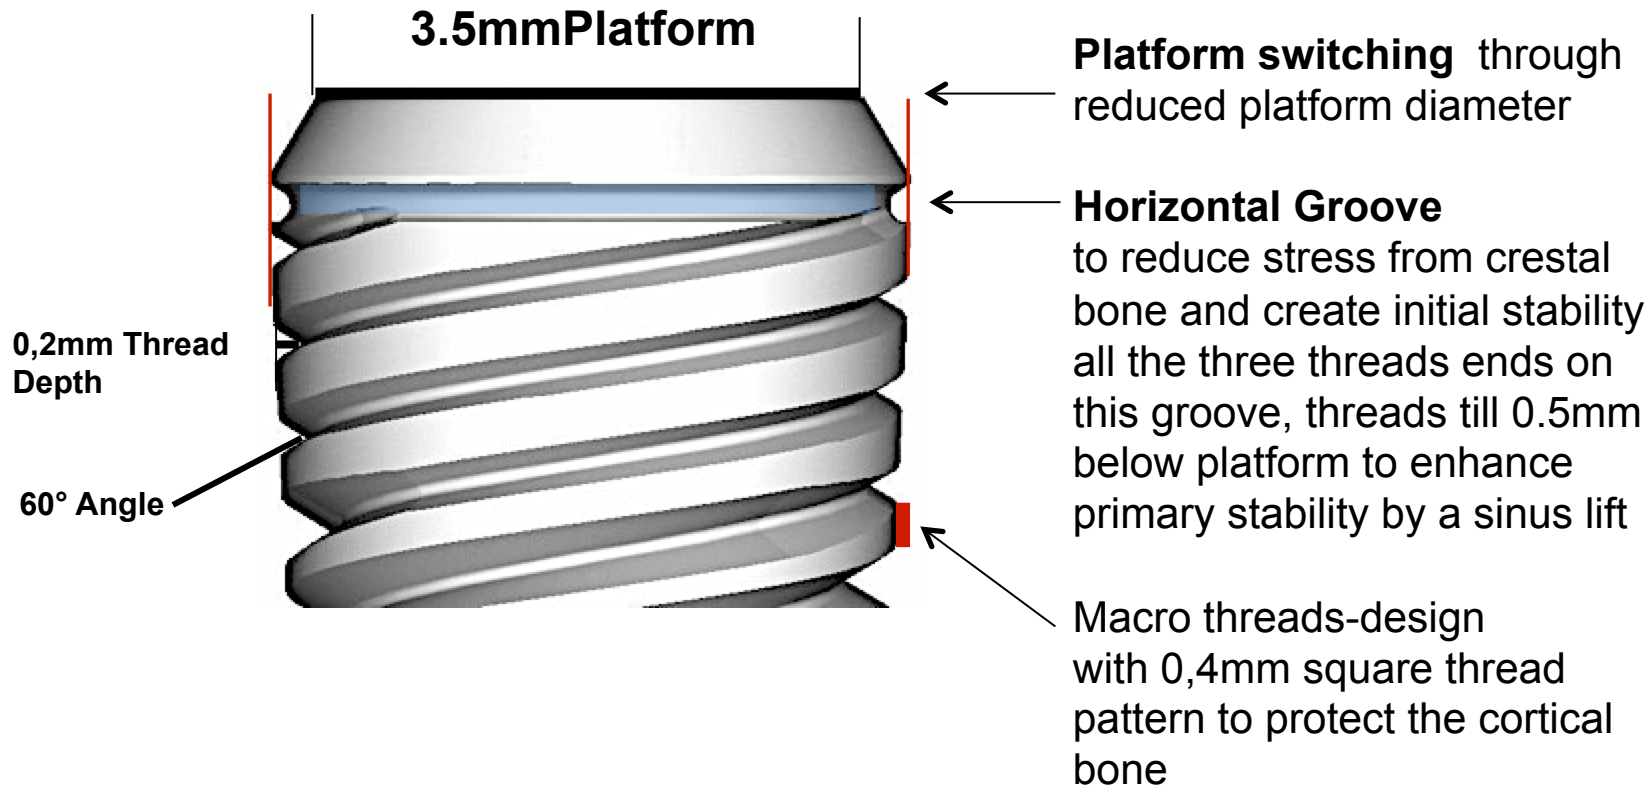 3.5mmPlatform
Platform switching through
reduced platform diameter
Horizontal Groove
to reduce stress from crestal
bone and create initial stability
all the three threads ends on
this groove, threads till 0.5mm
below platform to enhance
primary stability by a sinus lift
0,2mm Thread
Depth
60° Angle
Macro threads-design
with 0,4mm square thread
pattern to protect the cortical
bone